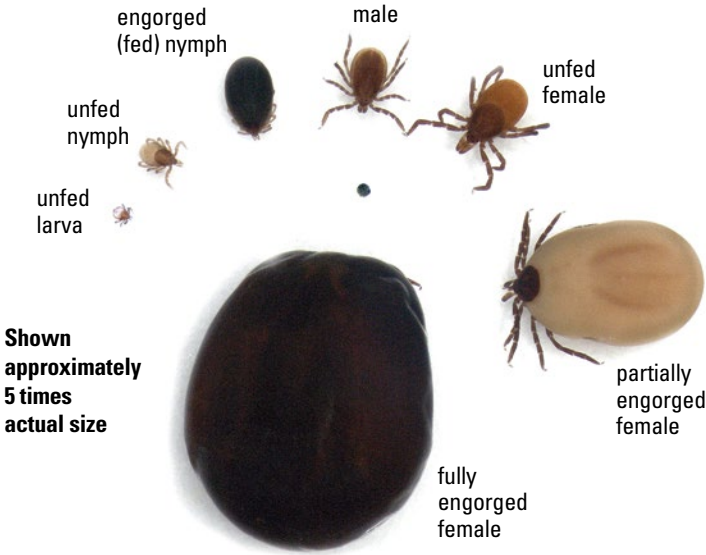 engorged
(fed) nymph
male
unfed
female
unfed
nymph
unfed
larva
Shown
approximately
5 times
actual size
partially
engorged
female
fully
engorged
female